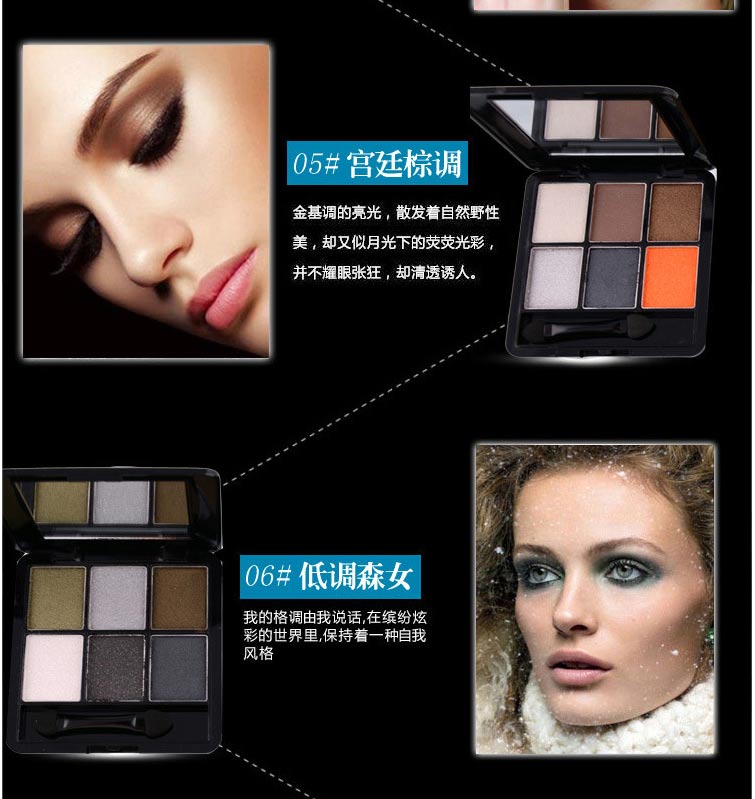 05# 宫廷棕调
金基调的亮光，散发着自然野性
美，却又似月光下的荧荧光彩，
并不耀眼张狂，却清透诱人。
06# 低调森女
我的格调由我说话,在缤纷炫
彩的世界里,保持着一种自我
风格